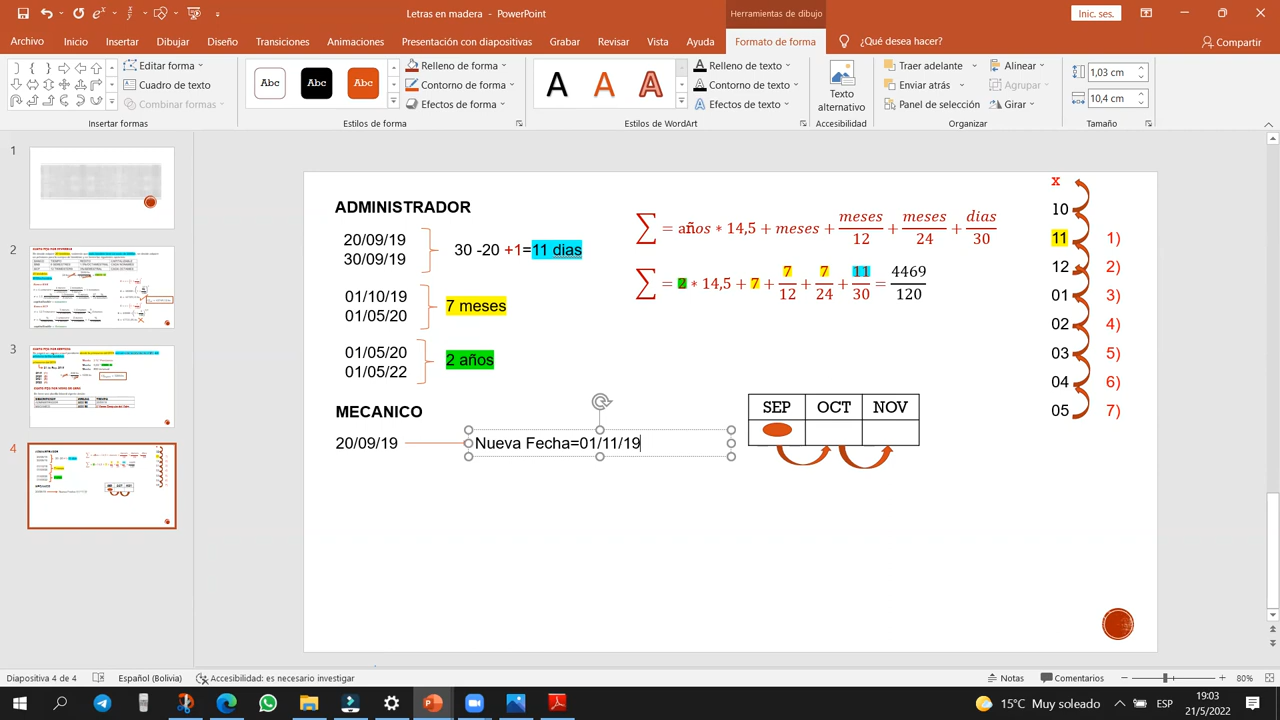 Letras en madera - PowerPoint
Herramientas de dibujo
Inic. ses.
Archivo Inicio Insertar Dibujar Diseño Transiciones Animaciones Presentación con diapositivas Grabar Revisar Vista Ayuda Formato de forma ¿Qué desea hacer? Compartir
Editar forma
Cuadro de texto
Combinar formas
Insertar formas
Abc Abc Abc
Relleno de forma
Contorno de forma
Efectos de forma
Estilos de forma
A A A
Relleno de texto
Contorno de texto
Efectos de texto
Estilos de WordArt
Texto
alternativo
Accesibilidad
Traer adelante
Enviar atrás
Panel de selección
Alinear
Agrupar
Girar
Organizar
1,03 cm
10,4 cm
Tamaño
1
2
3
4
ADMINISTRADOR
20/09/19
30/09/19
30 -20 +1=11 dias
01/10/19
01/05/20
7 meses
01/05/20
01/05/22
2 años
∑ = años * 14,5 + meses + meses/12 + meses/24 + dias/30
∑ = 2 * 14,5 + 7 + 7/12 + 7/24 + 11/30 = 4469/120
x
10
11 1)
12 2)
01 3)
02 4)
03 5)
04 6)
05 7)
MECANICO
20/09/19
Nueva Fecha=01/11/19
SEP OCT NOV
Diapositiva 4 de 4 Español (Bolivia) Accesibilidad: es necesario investigar Notas Comentarios 80%
15°C Muy soleado ESP
19:03
21/5/2022